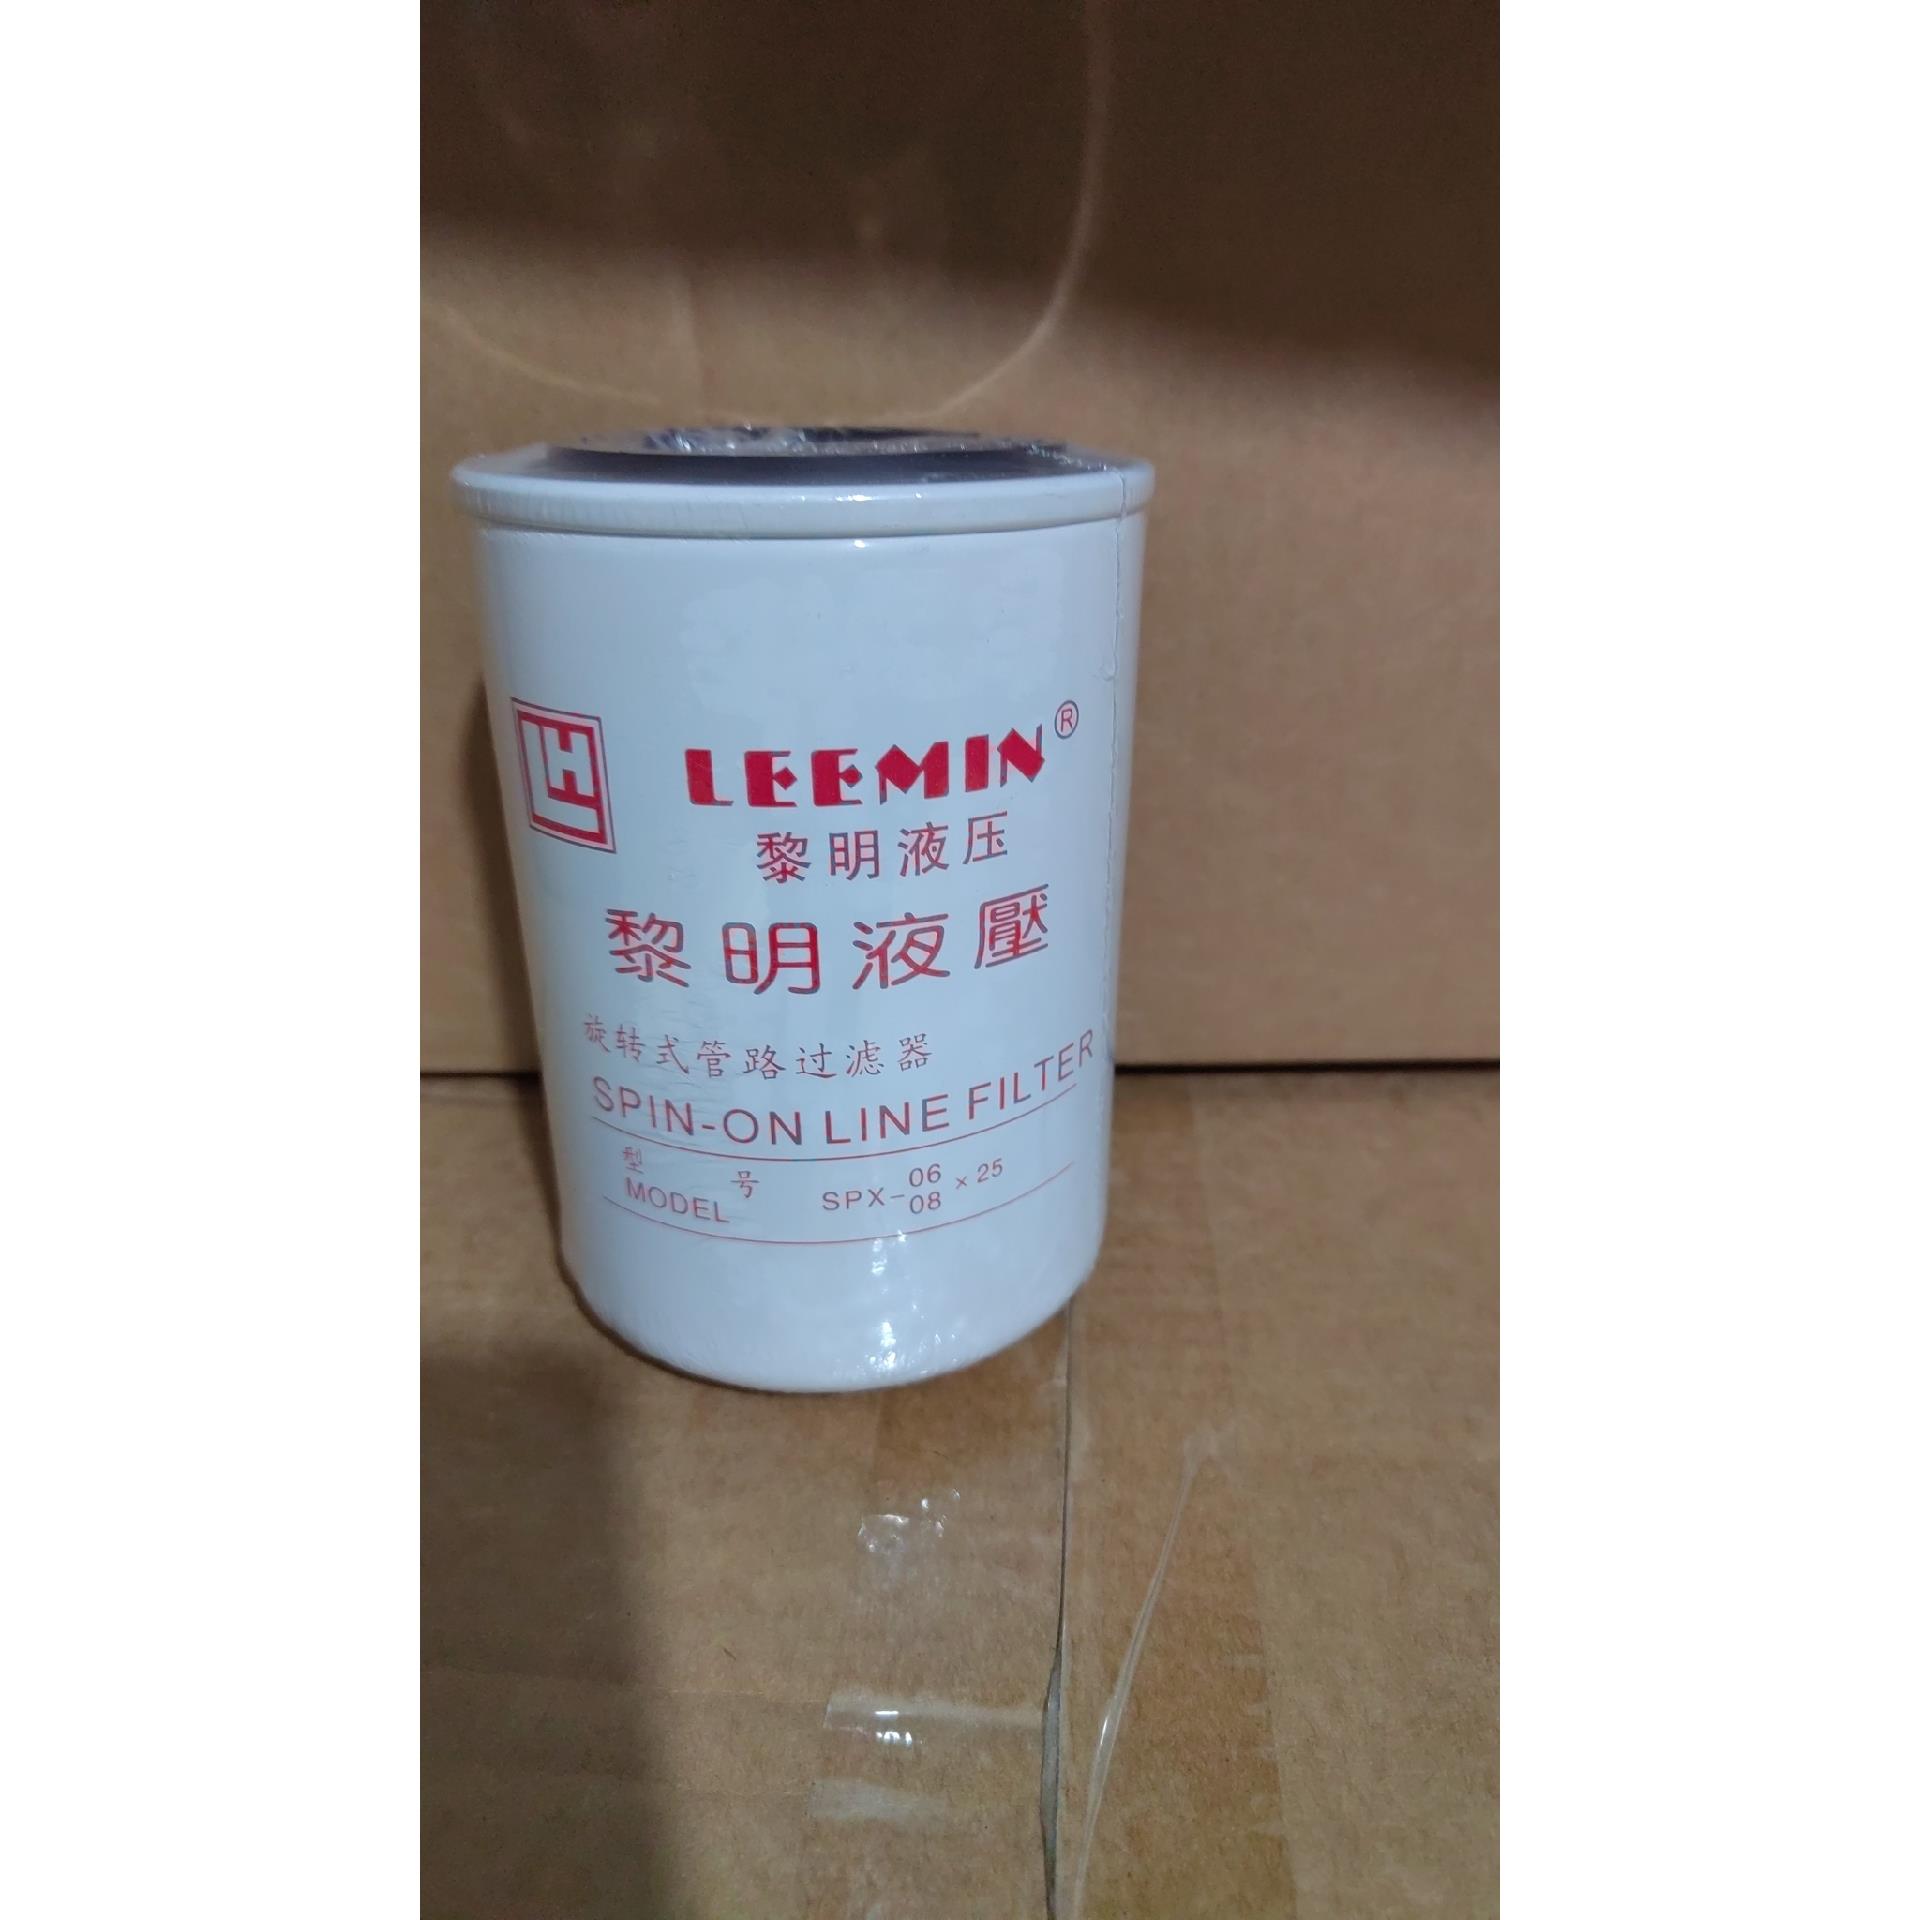 LEEMIN®
黎明液压
黎明液壓
旋转式管路过滤器
SPIN-ON LINE FILTER
型 号
MODEL SPX-06/08 × 25